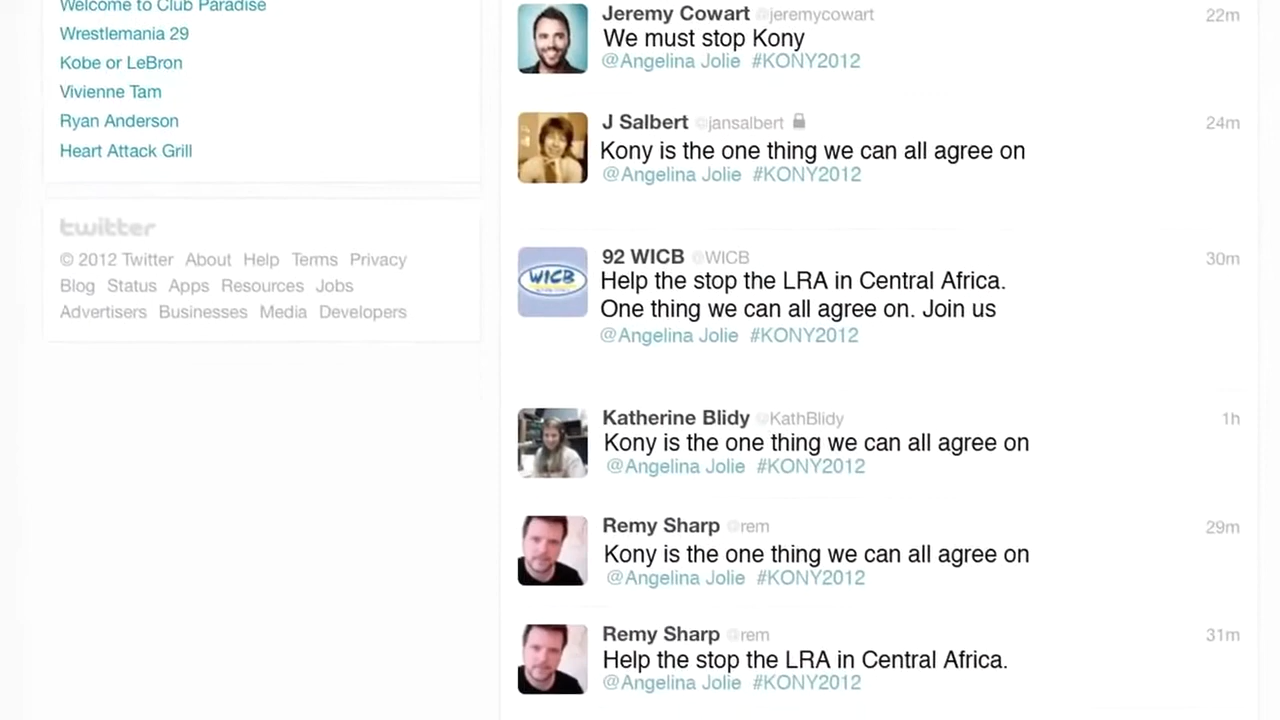 Welcome to Club Paradise
Wrestlemania 29
Kobe or LeBron
Vivienne Tam
Ryan Anderson
Heart Attack Grill
twitter
© 2012 Twitter About Help Terms Privacy
Blog Status Apps Resources Jobs
Advertisers Businesses Media Developers
Jeremy Cowart @jeremycowart 22m
We must stop Kony
@Angelina Jolie #KONY2012
J Salbert @jansalbert 24m
Kony is the one thing we can all agree on
@Angelina Jolie #KONY2012
WICB
92 WICB @WICB 30m
Help the stop the LRA in Central Africa.
One thing we can all agree on. Join us
@Angelina Jolie #KONY2012
Katherine Blidy @KathBlidy 1h
Kony is the one thing we can all agree on
@Angelina Jolie #KONY2012
Remy Sharp @rem 29m
Kony is the one thing we can all agree on
@Angelina Jolie #KONY2012
Remy Sharp @rem 31m
Help the stop the LRA in Central Africa.
@Angelina Jolie #KONY2012